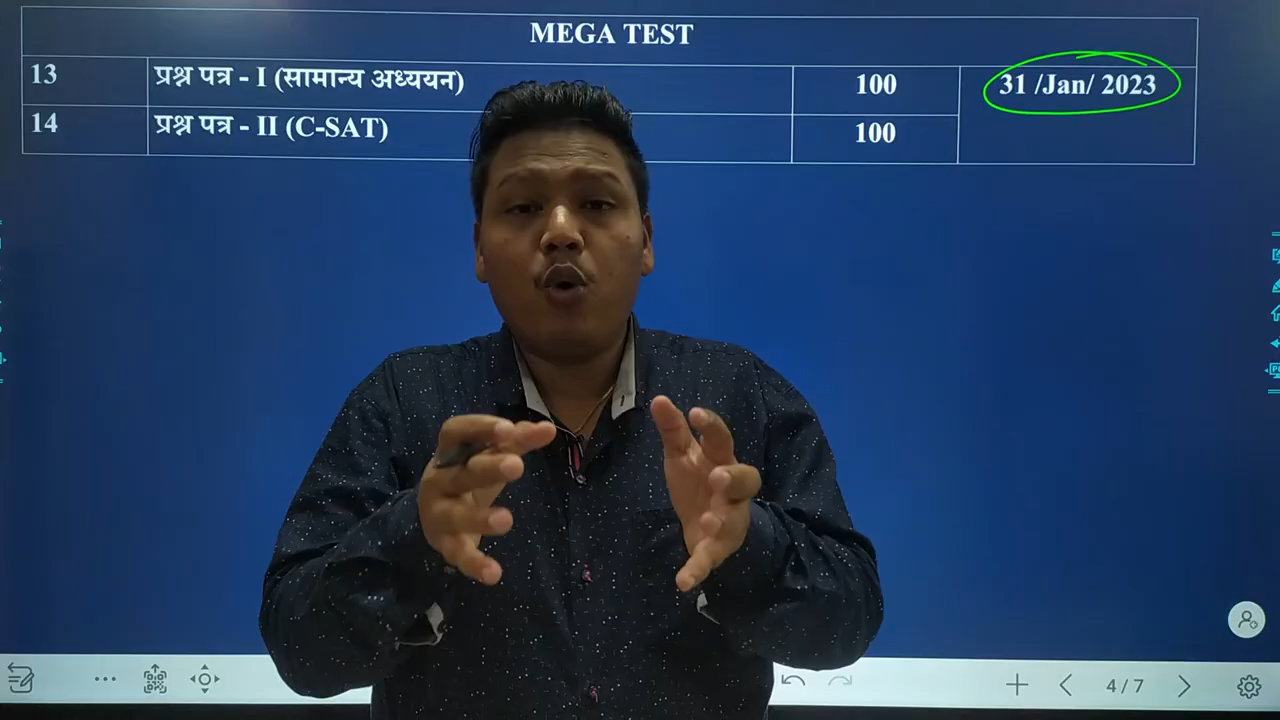 MEGA TEST
13 प्रश्न पत्र - I (सामान्य अध्ययन) 100 31 /Jan/ 2023
14 प्रश्न पत्र - II (C-SAT) 100
4 / 7